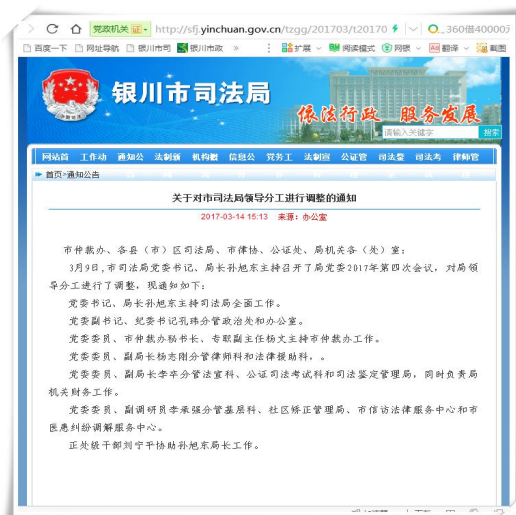 党政机关 证 http://sfj.yinchuan.gov.cn/tzgg/201703/t20170 360借40000元
百度一下 网址导航 银川市司 银川市政 » 扩展 阅读模式 网银 翻译 截图
银川市司法局
依法行政 服务发展
请输入关键字 搜索
网站首 工作动 通知公 法制新 机构概 信息公 党务工 法制宣 公证管 司法鉴 司法考 律师管
首页>通知公告
关于对市司法局领导分工进行调整的通知
2017-03-14 15:13 来源：办公室
市仲裁办、各县（市）区司法局、市律协、公证处、局机关各（处）室：
3月9日,市司法局党委书记、局长孙旭东主持召开了局党委2017年第四次会议，对局领
导分工进行了调整，现通知如下：
党委书记、局长孙旭东主持司法局全面工作。
党委副书记、纪委书记孔玮分管政治处和办公室。
党委委员、市仲裁办秘书长、专职副主任杨文主持市仲裁办工作。
党委委员、副局长杨志刚分管律师科和法律援助科，。
党委委员、副局长李卒分管法宣科、公证司法考试科和司法鉴定管理局，同时负责局
机关财务工作。
党委委员、副调研员李承强分管基层科、社区矫正管理局、市信访法律服务中心和市
医患纠纷调解服务中心。
正处级干部刘宁平协助孙旭东局长工作。